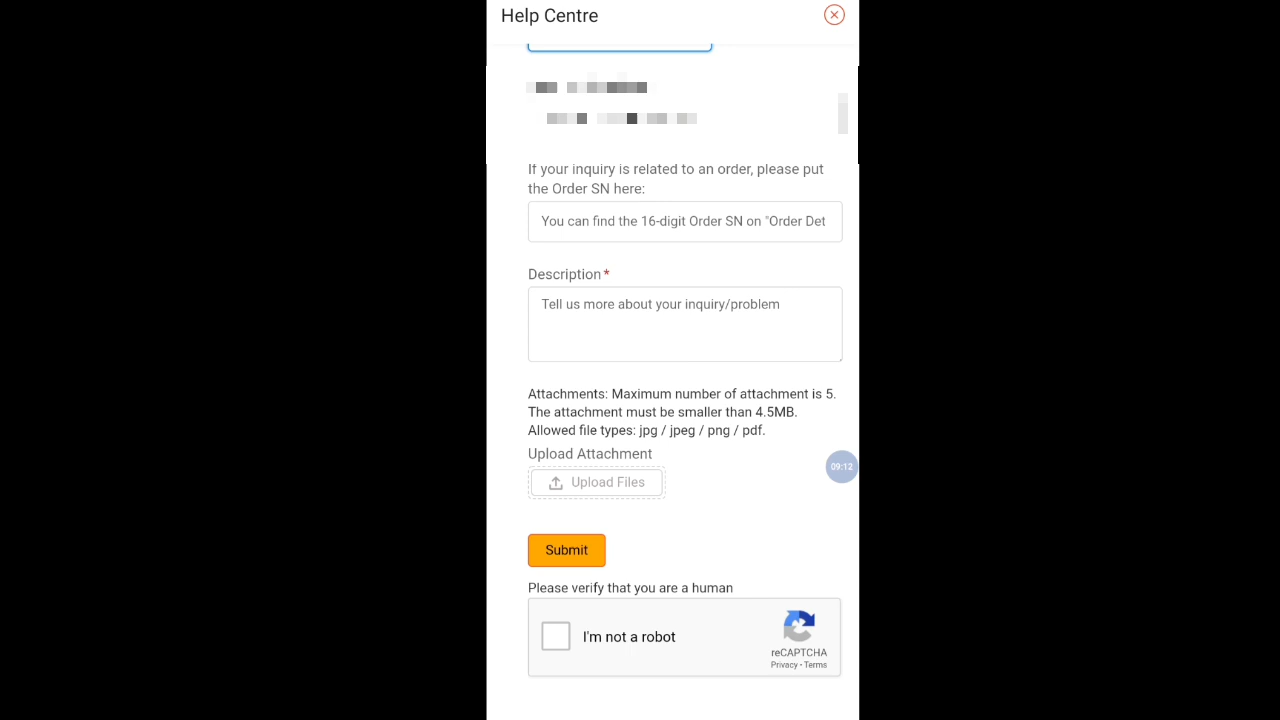 Help Centre
If your inquiry is related to an order, please put
the Order SN here:
You can find the 16-digit Order SN on "Order Det
Description*
Tell us more about your inquiry/problem
Attachments: Maximum number of attachment is 5.
The attachment must be smaller than 4.5MB.
Allowed file types: jpg / jpeg / png / pdf.
Upload Attachment
09:12
Upload Files
Submit
Please verify that you are a human
I'm not a robot
reCAPTCHA
Privacy • Terms